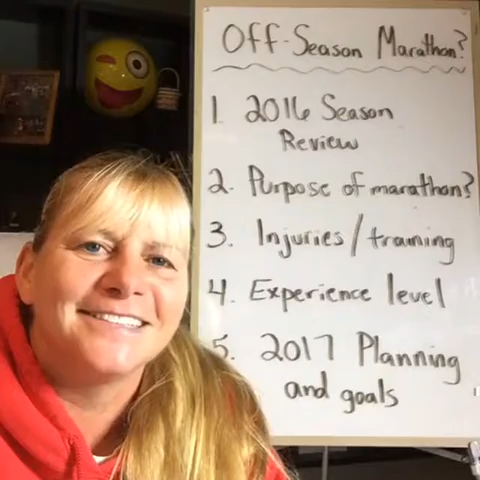 Off-Season Marathon?
1. 2016 Season
Review
2. Purpose of marathon?
3. Injuries/training
4. Experience level
5. 2017 Planning
and goals